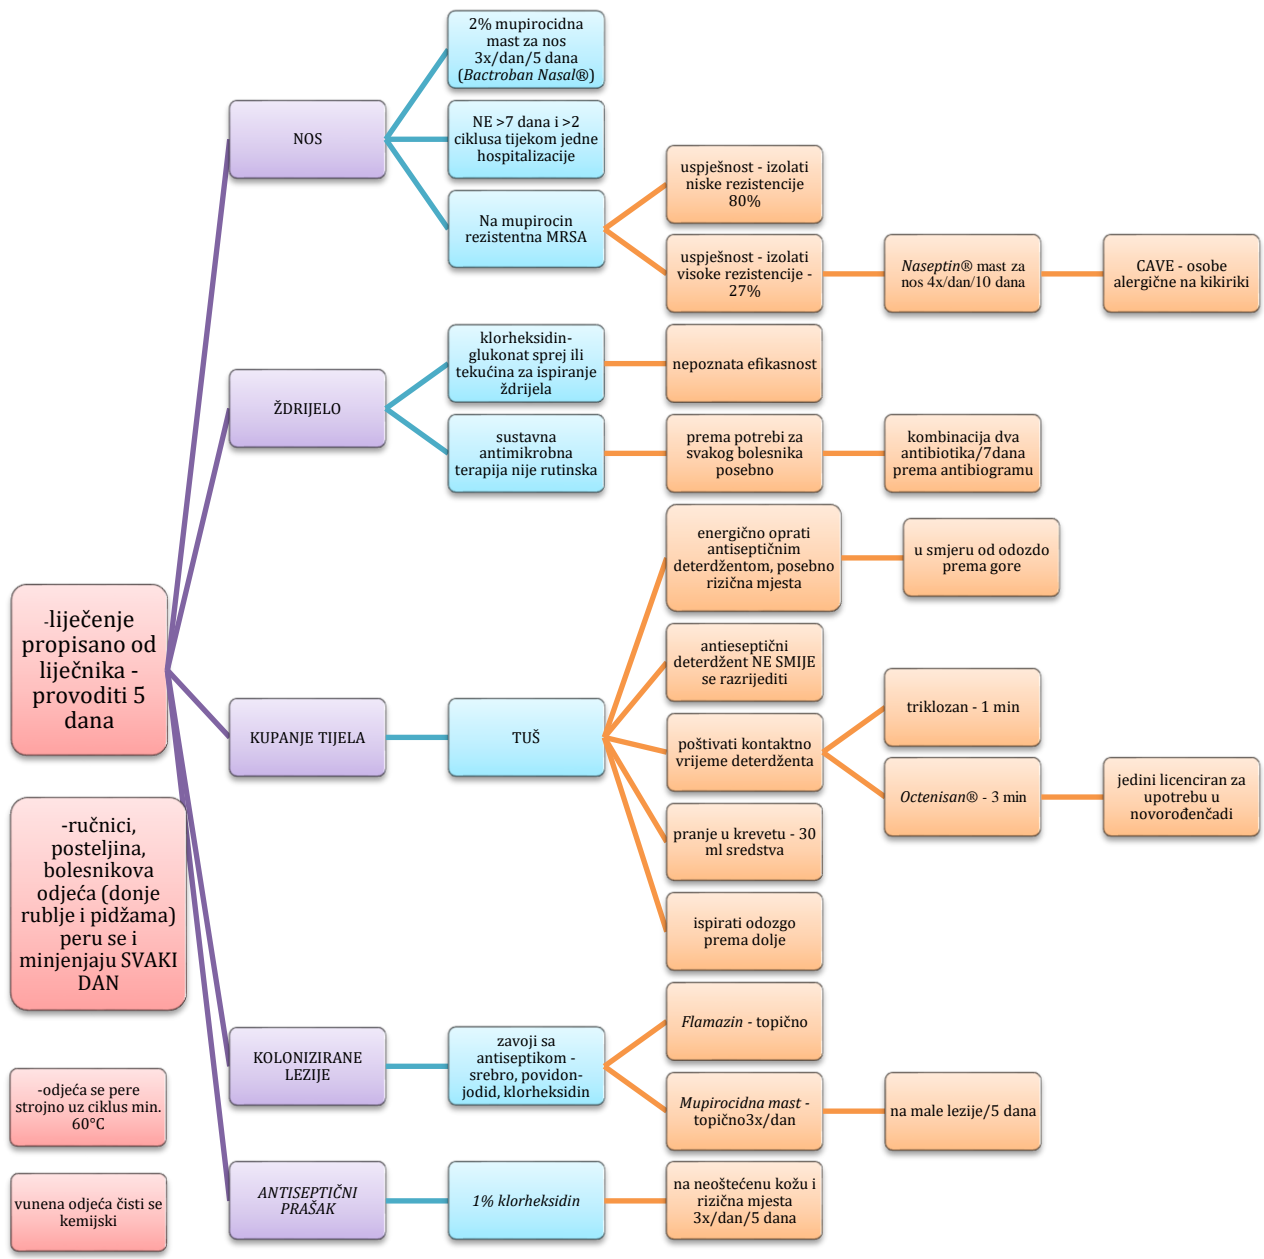 -liječenje
propisano od
liječnika -
provoditi 5
dana
-ručnici,
posteljina,
bolesnikova
odjeća (donje
rublje i pidžama)
peru se i
minjenjaju SVAKI
DAN
-odjeća se pere
strojno uz ciklus min.
60°C
vunena odjeća čisti se
kemijski
NOS
2% mupirocidna
mast za nos
3x/dan/5 dana
(Bactroban Nasal®)
NE >7 dana i >2
ciklusa tijekom jedne
hospitalizacije
Na mupirocin
rezistentna MRSA
uspješnost - izolati
niske rezistencije
80%
uspješnost - izolati
visoke rezistencije -
27%
Naseptin® mast za
nos 4x/dan/10 dana
CAVE - osobe
alergične na kikiriki
ŽDRIJELO
klorheksidin-
glukonat sprej ili
tekućina za ispiranje
ždrijela
nepoznata efikasnost
sustavna
antimikrobna
terapija nije rutinska
prema potrebi za
svakog bolesnika
posebno
kombinacija dva
antibiotika/7dana
prema antibiogramu
KUPANJE TIJELA
TUŠ
energično oprati
antiseptičnim
deterdžentom, posebno
rizična mjesta
u smjeru od odozdo
prema gore
antieseptični
deterdžent NE SMIJE
se razrijediti
poštivati kontaktno
vrijeme deterdženta
triklozan - 1 min
Octenisan® - 3 min
jedini licenciran za
upotrebu u
novorođenčadi
pranje u krevetu - 30
ml sredstva
ispirati odozgo
prema dolje
KOLONIZIRANE
LEZIJE
zavoji sa
antiseptikom -
srebro, povidon-
jodid, klorheksidin
Flamazin - topično
Mupirocidna mast -
topično3x/dan
na male lezije/5 dana
ANTISEPTIČNI
PRAŠAK
1% klorheksidin
na neoštećenu kožu i
rizična mjesta
3x/dan/5 dana